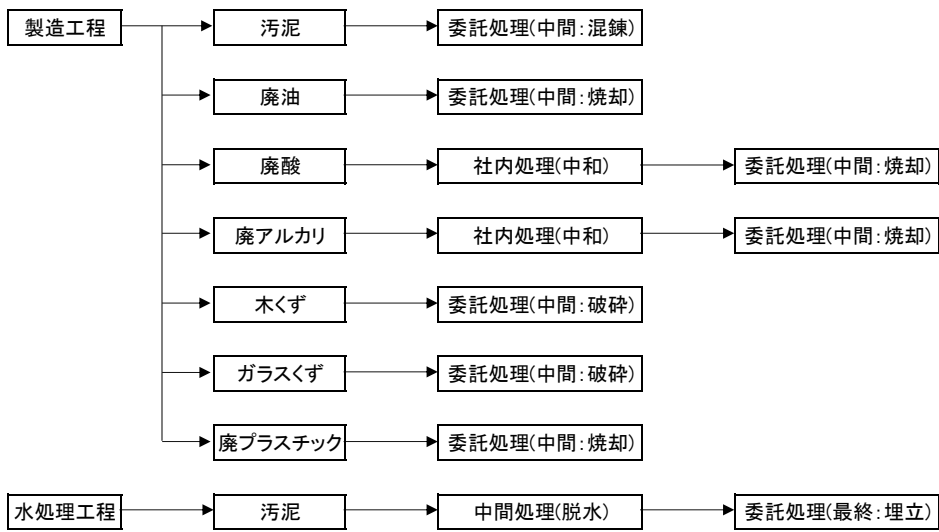 製造工程
汚泥
委託処理(中間:混錬)
廃油
委託処理(中間:焼却)
廃酸
社内処理(中和)
委託処理(中間:焼却)
廃アルカリ
社内処理(中和)
委託処理(中間:焼却)
木くず
委託処理(中間:破砕)
ガラスくず
委託処理(中間:破砕)
廃プラスチック
委託処理(中間:焼却)
水処理工程
汚泥
中間処理(脱水)
委託処理(最終:埋立)